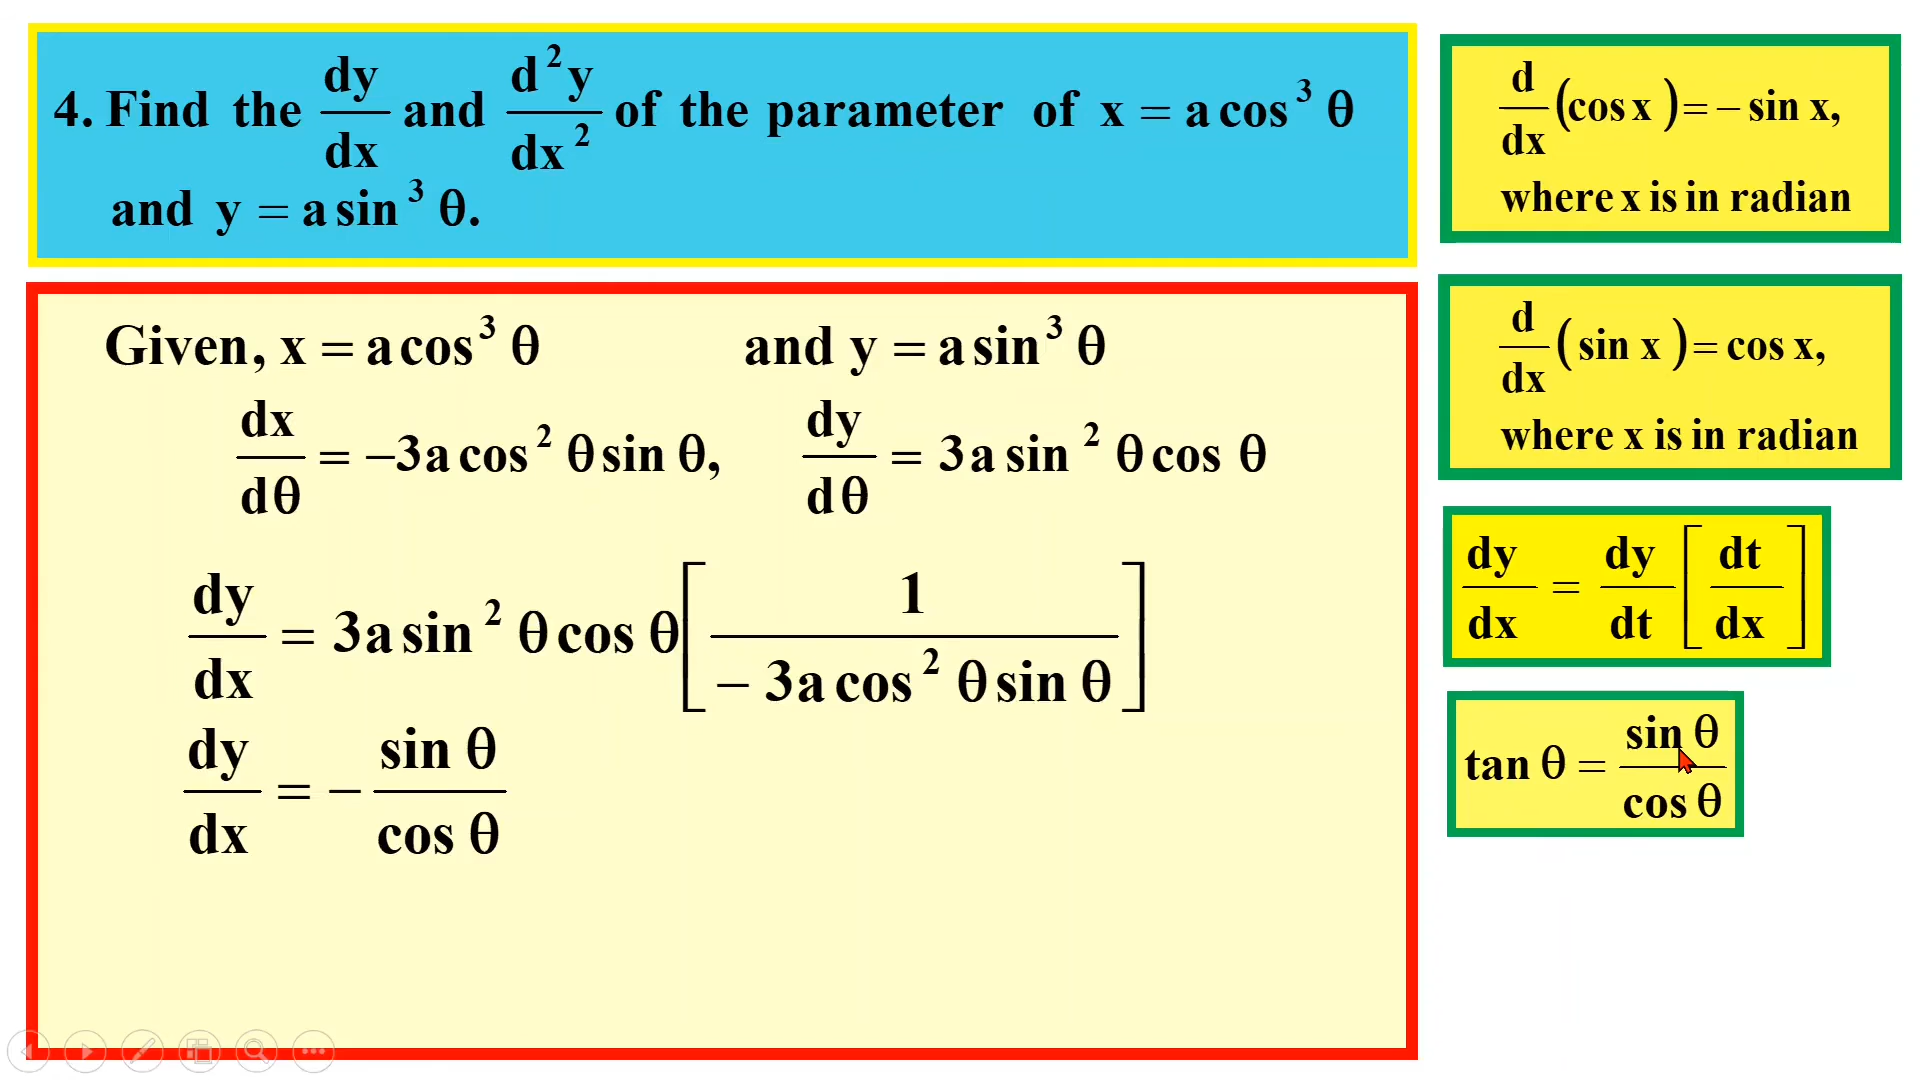 4. Find the dy/dx and d²y/dx² of the parameter of x = a cos³ θ
and y = a sin³ θ.
Given, x = a cos³ θ and y = a sin³ θ
dx/dθ = −3a cos² θ sin θ, dy/dθ = 3a sin² θ cos θ
dy/dx = 3a sin² θ cos θ [1/(− 3a cos² θ sin θ)]
dy/dx = − sin θ/cos θ
d/dx (cos x) = − sin x,
where x is in radian
d/dx (sin x) = cos x,
where x is in radian
dy/dx = dy/dt [dt/dx]
tan θ = sin θ/cos θ